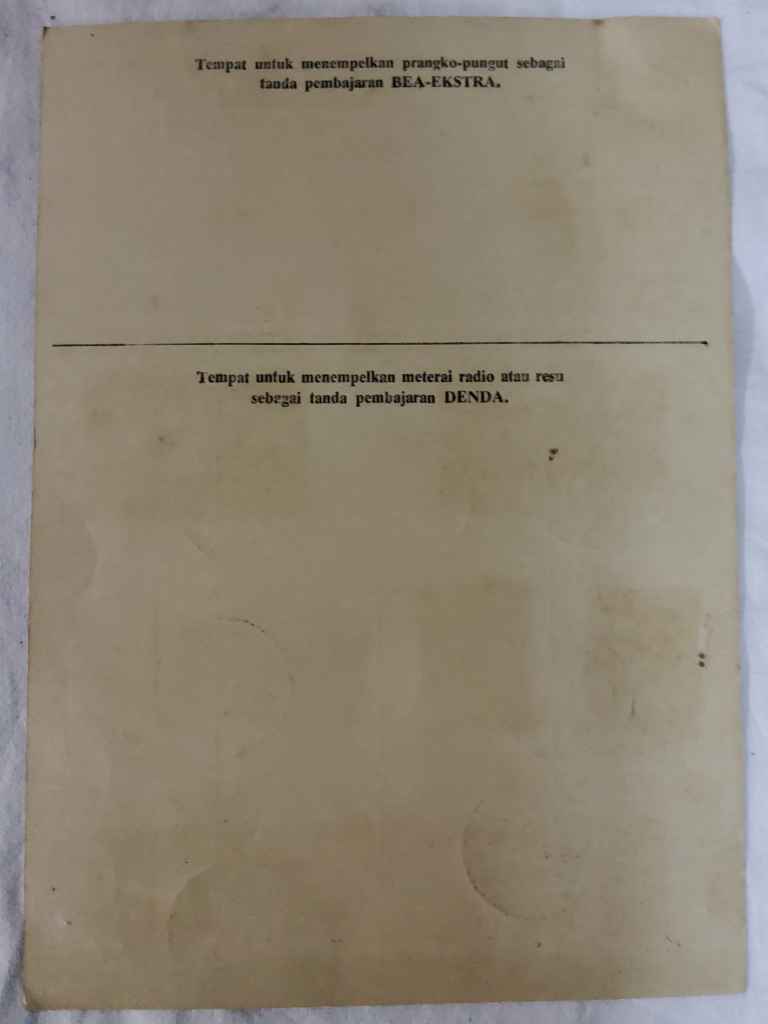 Tempat untuk menempelkan prangko-pungut sebagai
tanda pembajaran BEA-EKSTRA.
Tempat untuk menempelkan meterai radio atau resu
sebagai tanda pembajaran DENDA.